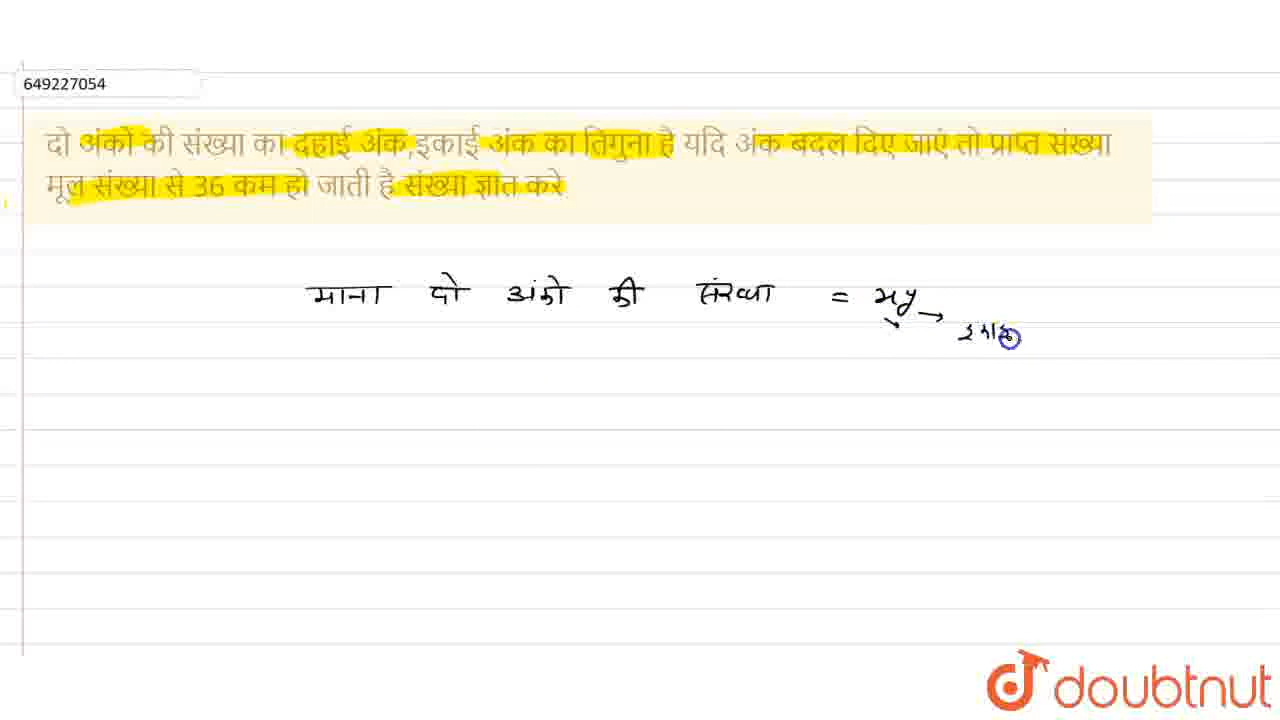 649227054
दो अंकों की संख्या का दहाई अंक,इकाई अंक का तिगुना है यदि अंक बदल दिए जाएं तो प्राप्त संख्या
मूल संख्या से 36 कम हो जाती है संख्या ज्ञात करे
माना दो अंको की संख्या = xy
doubtnut